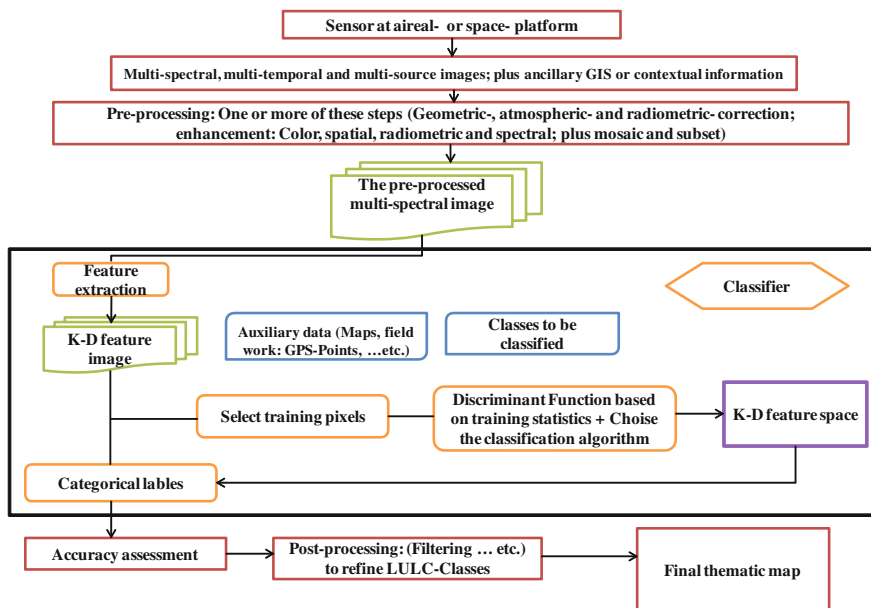 Sensor at aireal- or space- platform
Multi-spectral, multi-temporal and multi-source images; plus ancillary GIS or contextual information
Pre-processing: One or more of these steps (Geometric-, atmospheric- and radiometric- correction;
enhancement: Color, spatial, radiometric and spectral; plus mosaic and subset)
The pre-processed
multi-spectral image
Feature
extraction
Classifier
K-D feature
image
Auxiliary data (Maps, field
work: GPS-Points, …etc.)
Classes to be
classified
Select training pixels
Discriminant Function based
on training statistics + Choise
the classification algorithm
K-D feature space
Categorical lables
Accuracy assessment
Post-processing: (Filtering … etc.)
to refine LULC-Classes
Final thematic map